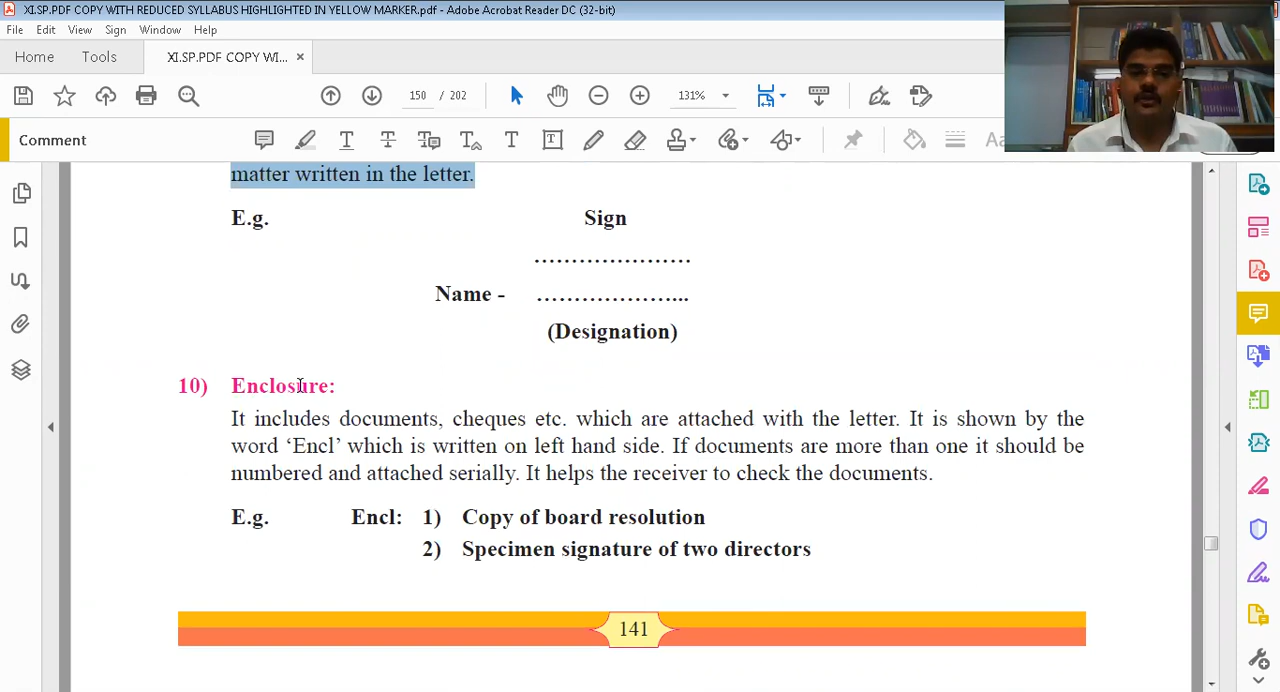 XI.SP.PDF COPY WITH REDUCED SYLLABUS HIGHLIGHTED IN YELLOW MARKER.pdf - Adobe Acrobat Reader DC (32-bit)
File Edit View Sign Window Help
Home Tools XI.SP.PDF COPY WI... ×
150 / 202 131%
Comment
matter written in the letter.
E.g. Sign
.......................
Name - .......................
(Designation)
10) Enclosure:
It includes documents, cheques etc. which are attached with the letter. It is shown by the
word ‘Encl’ which is written on left hand side. If documents are more than one it should be
numbered and attached serially. It helps the receiver to check the documents.
E.g. Encl: 1) Copy of board resolution
2) Specimen signature of two directors
141